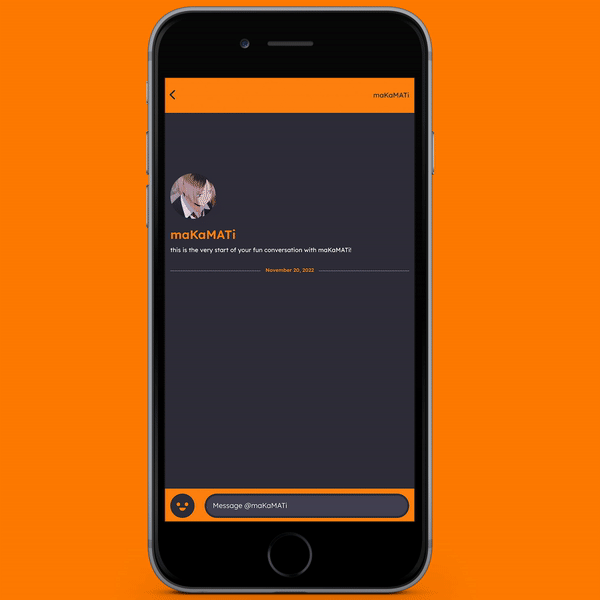 maKaMATi
maKaMATi
this is the very start of your fun conversation with maKaMATi!
November 20, 2022
Message @maKaMATi